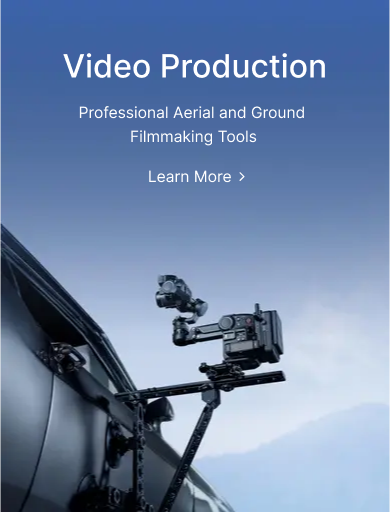 Video Production
Professional Aerial and Ground
Filmmaking Tools
Learn More >